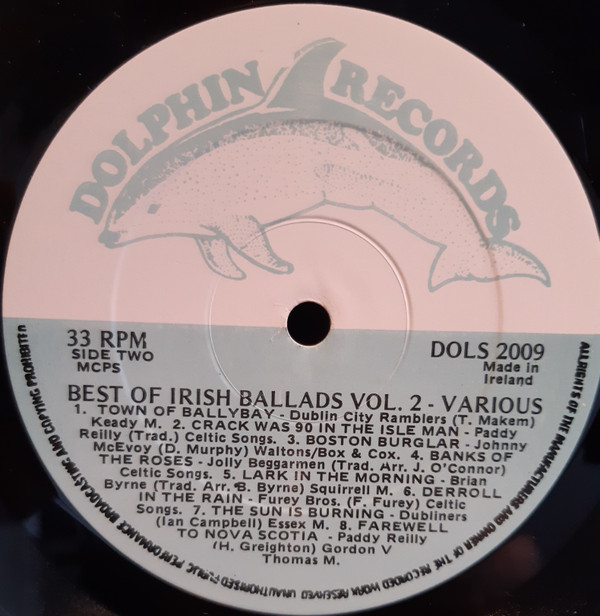 DOLPHIN RECORDS
33 RPM
SIDE TWO
MCPS
DOLS 2009
Made in
Ireland
BEST OF IRISH BALLADS VOL. 2 - VARIOUS
1. TOWN OF BALLYBAY - Dublin City Ramblers (T. Makem)
Keady M. 2. CRACK WAS 90 IN THE ISLE MAN - Paddy
Reilly (Trad.) Celtic Songs. 3. BOSTON BURGLAR - Johnny
McEvoy (D. Murphy) Waltons/Box & Cox. 4. BANKS OF
THE ROSES - Jolly Beggarmen (Trad. Arr. J. O'Connor)
Celtic Songs. 5. LARK IN THE MORNING - Brian
Byrne (Trad. Arr. B. Byrne) Squirrell M. 6. DERROLL
IN THE RAIN - Furey Bros. (F. Furey) Celtic
Songs. 7. THE SUN IS BURNING - Dubliners
(Ian Campbell) Essex M. 8. FAREWELL
TO NOVA SCOTIA - Paddy Reilly
(H. Greighton) Gordon V
Thomas M.
ALL RIGHTS OF THE MANUFACTURERS AND OWNER OF THE RECORDED WORK RESERVED UNAUTHORISED PUBLIC PERFORMANCE BROADCASTING AND COPYING PROHIBITED